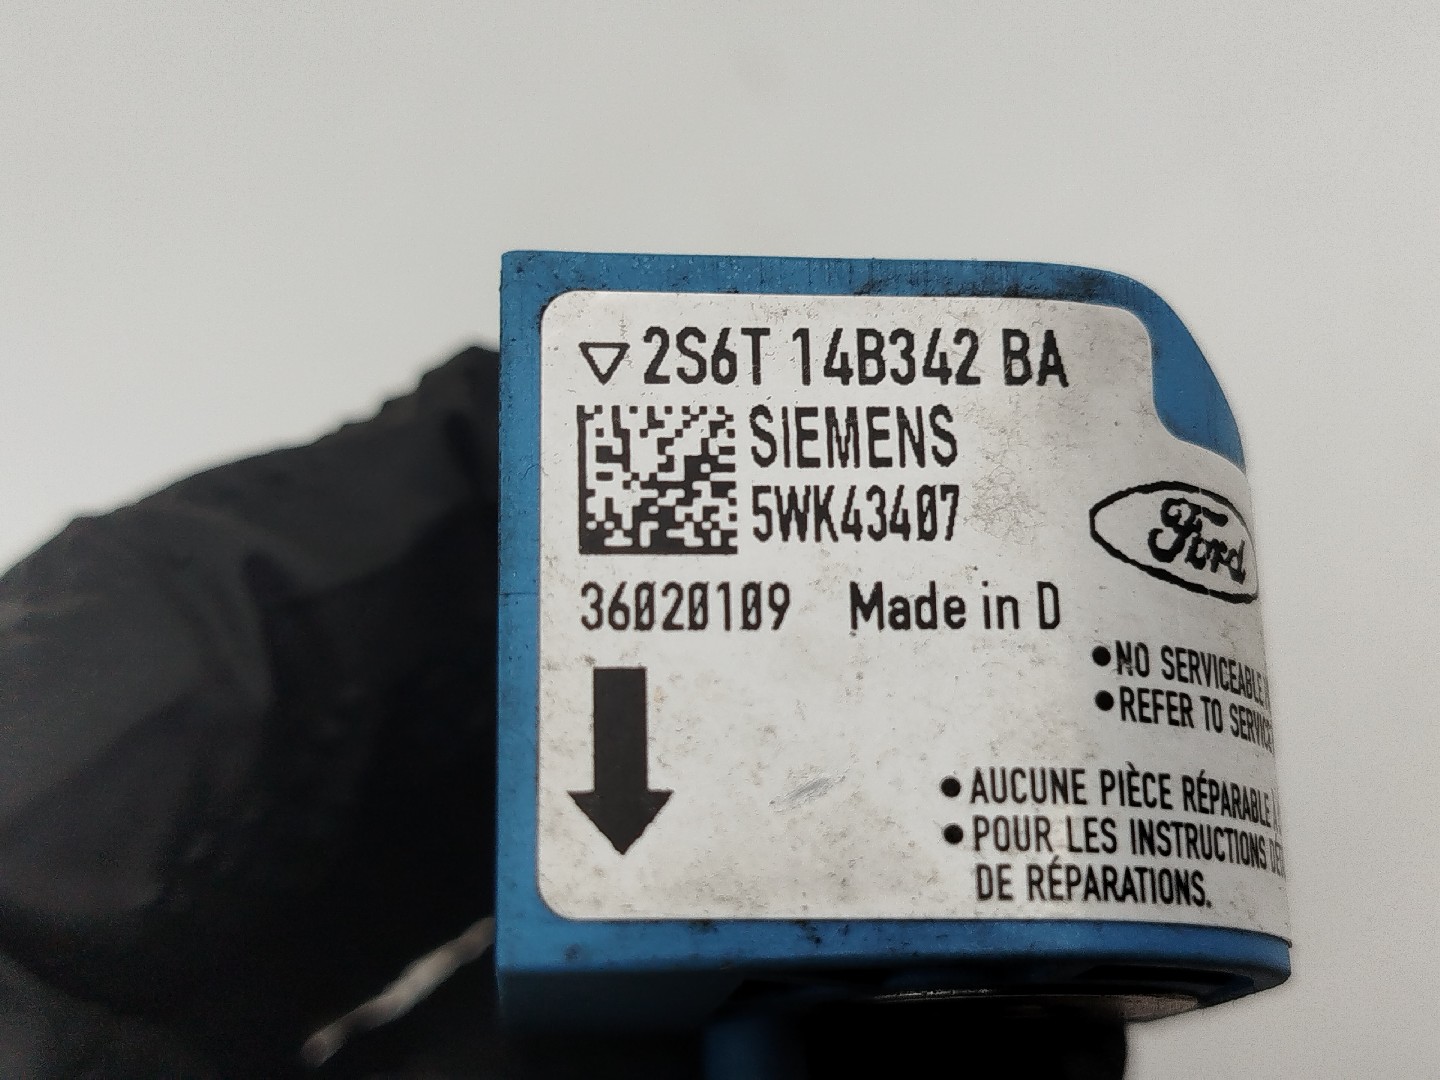 ▽2S6T 14B342 BA
SIEMENS
5WK43407
36020109 Made in D
Ford
•NO SERVICEABLE
•REFER TO
•AUCUNE PIÈCE RÉPARABLE À
•POUR LES INSTRUCTIONS
DE RÉPARATIONS.